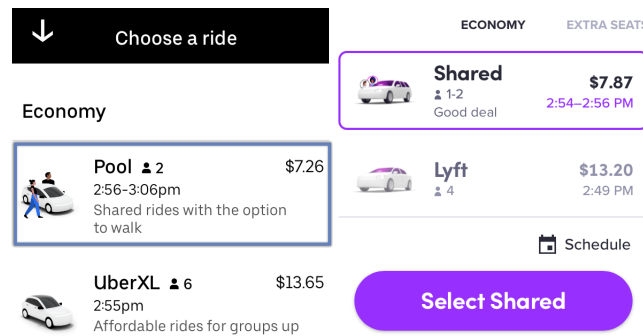 Choose a ride
Economy
Pool 2 $7.26
2:56-3:06pm
Shared rides with the option
to walk
UberXL 6 $13.65
2:55pm
Affordable rides for groups up
ECONOMY EXTRA SEATS
Shared $7.87
1-2 2:54–2:56 PM
Good deal
Lyft $13.20
4 2:49 PM
Schedule
Select Shared